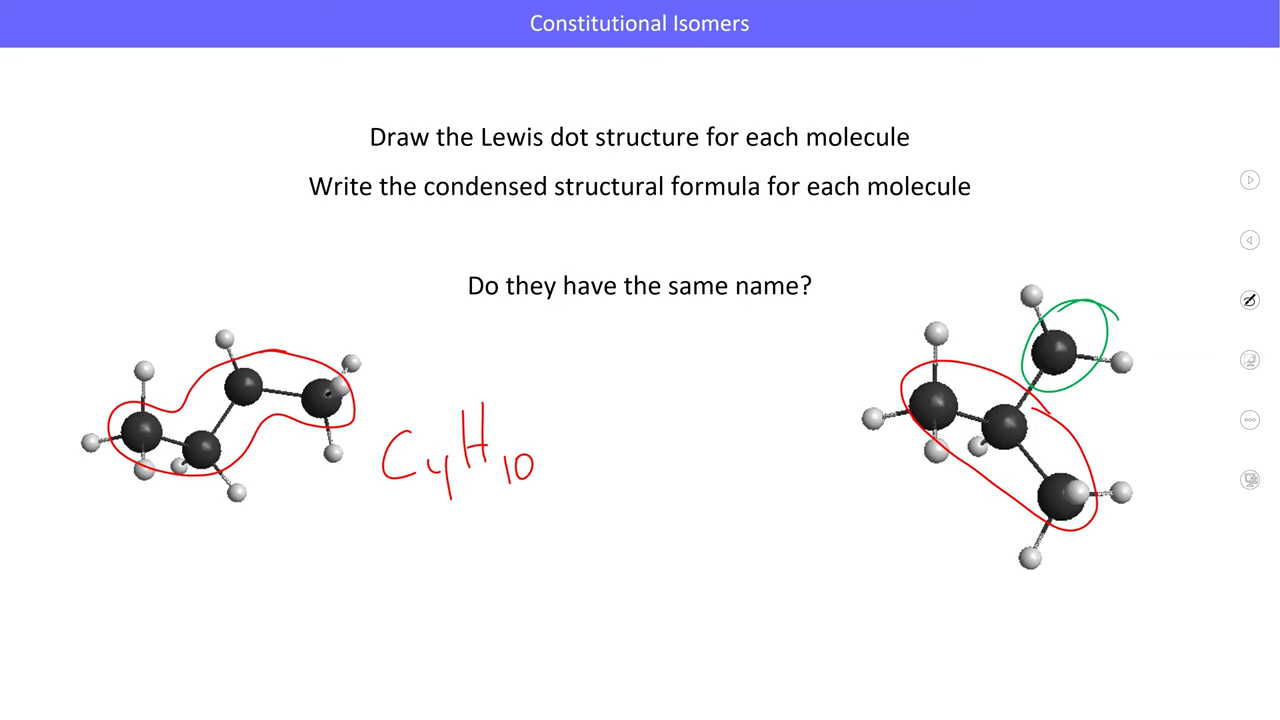 Constitutional Isomers
Draw the Lewis dot structure for each molecule
Write the condensed structural formula for each molecule
Do they have the same name?
C4H10